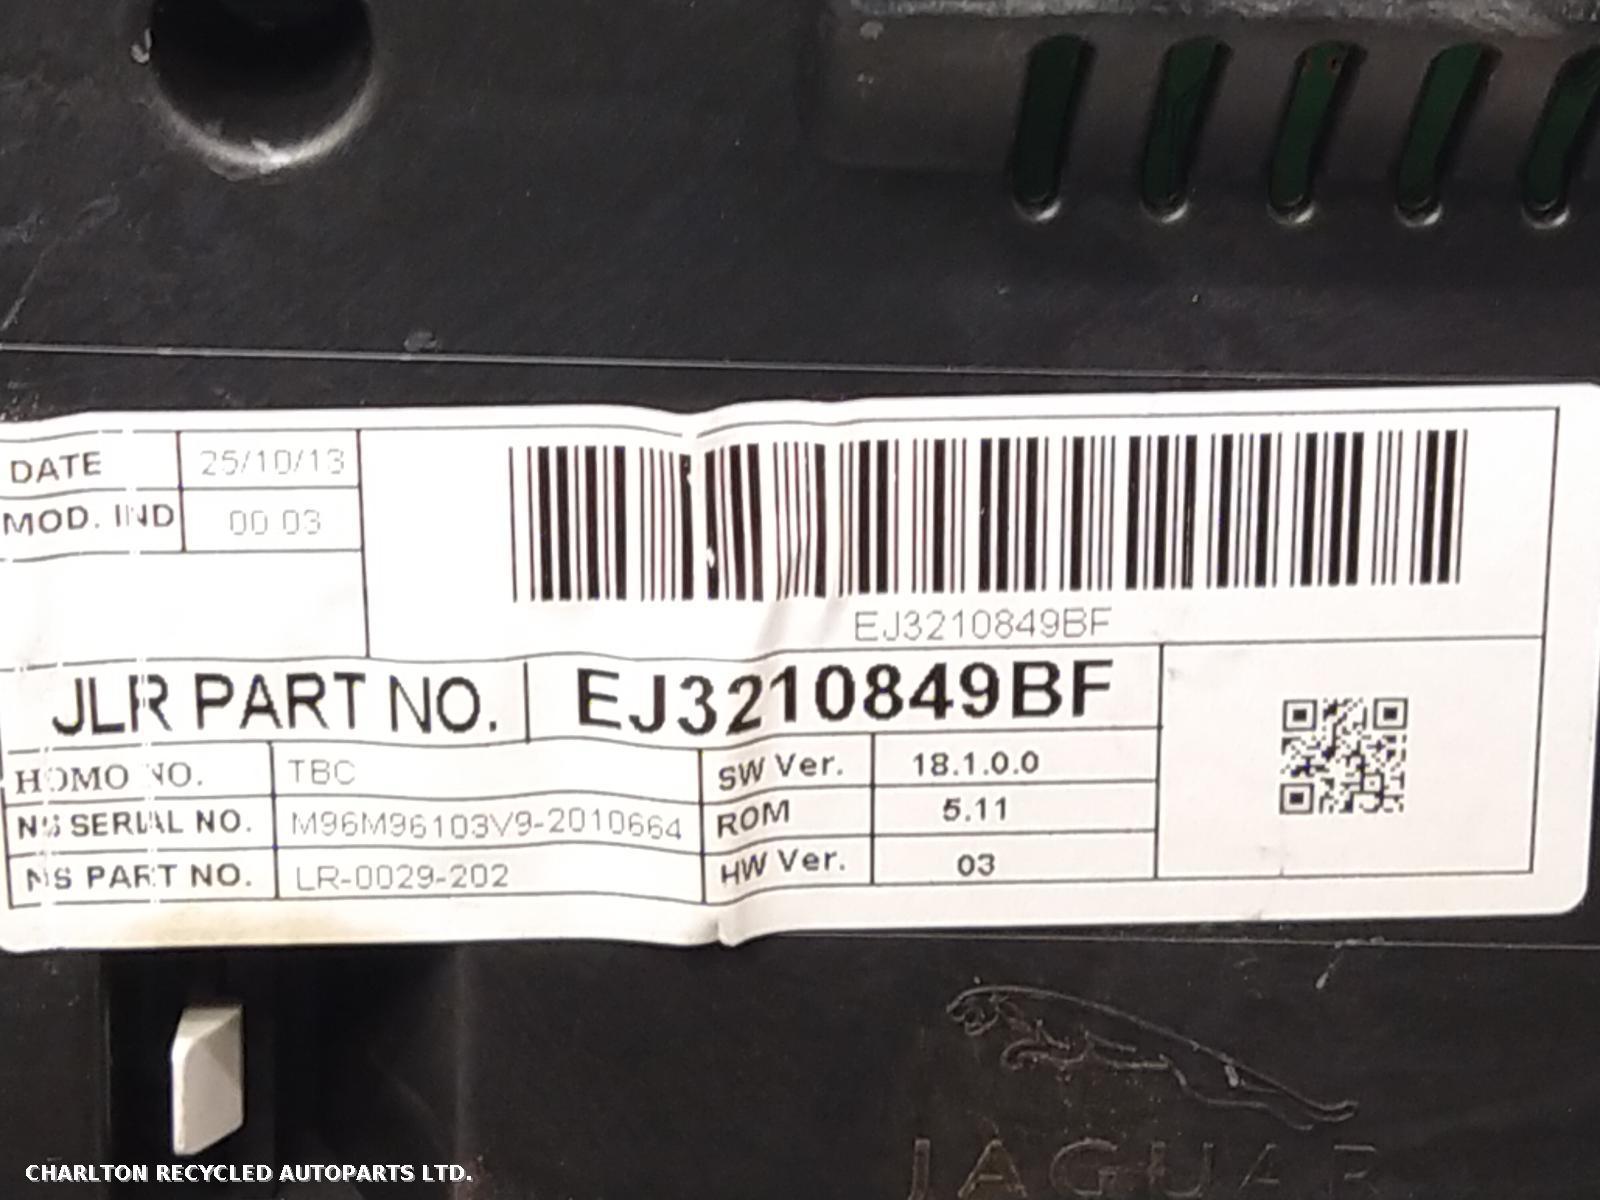 DATE 25/10/13
MOD. IND 00 03
EJ3210849BF
JLR PART NO. EJ3210849BF
HOMO NO. TBC SW Ver. 18.1.0.0
NS SERIAL NO. M96M96103V9-2010664 ROM 5.11
NS PART NO. LR-0029-202 HW Ver. 03
JAGUAR
CHARLTON RECYCLED AUTOPARTS LTD.